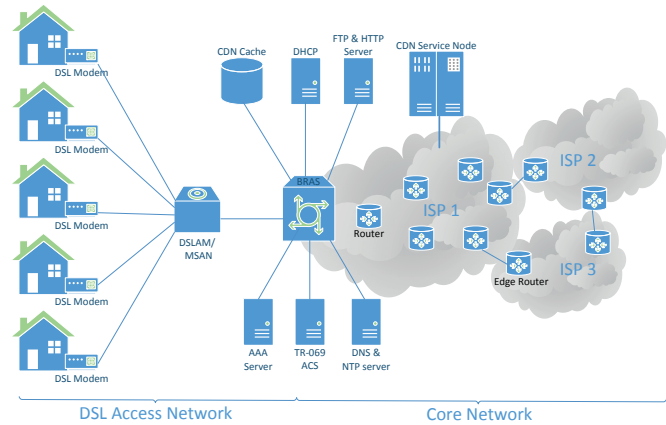 FTP & HTTP
Server
CDN Cache
DHCP
CDN Service Node
DSL Modem
DSL Modem
DSL Modem
DSL Modem
DSL Modem
DSLAM/
MSAN
BRAS
Router
ISP 1
ISP 2
ISP 3
Edge Router
AAA
Server
TR-069
ACS
DNS &
NTP server
DSL Access Network
Core Network